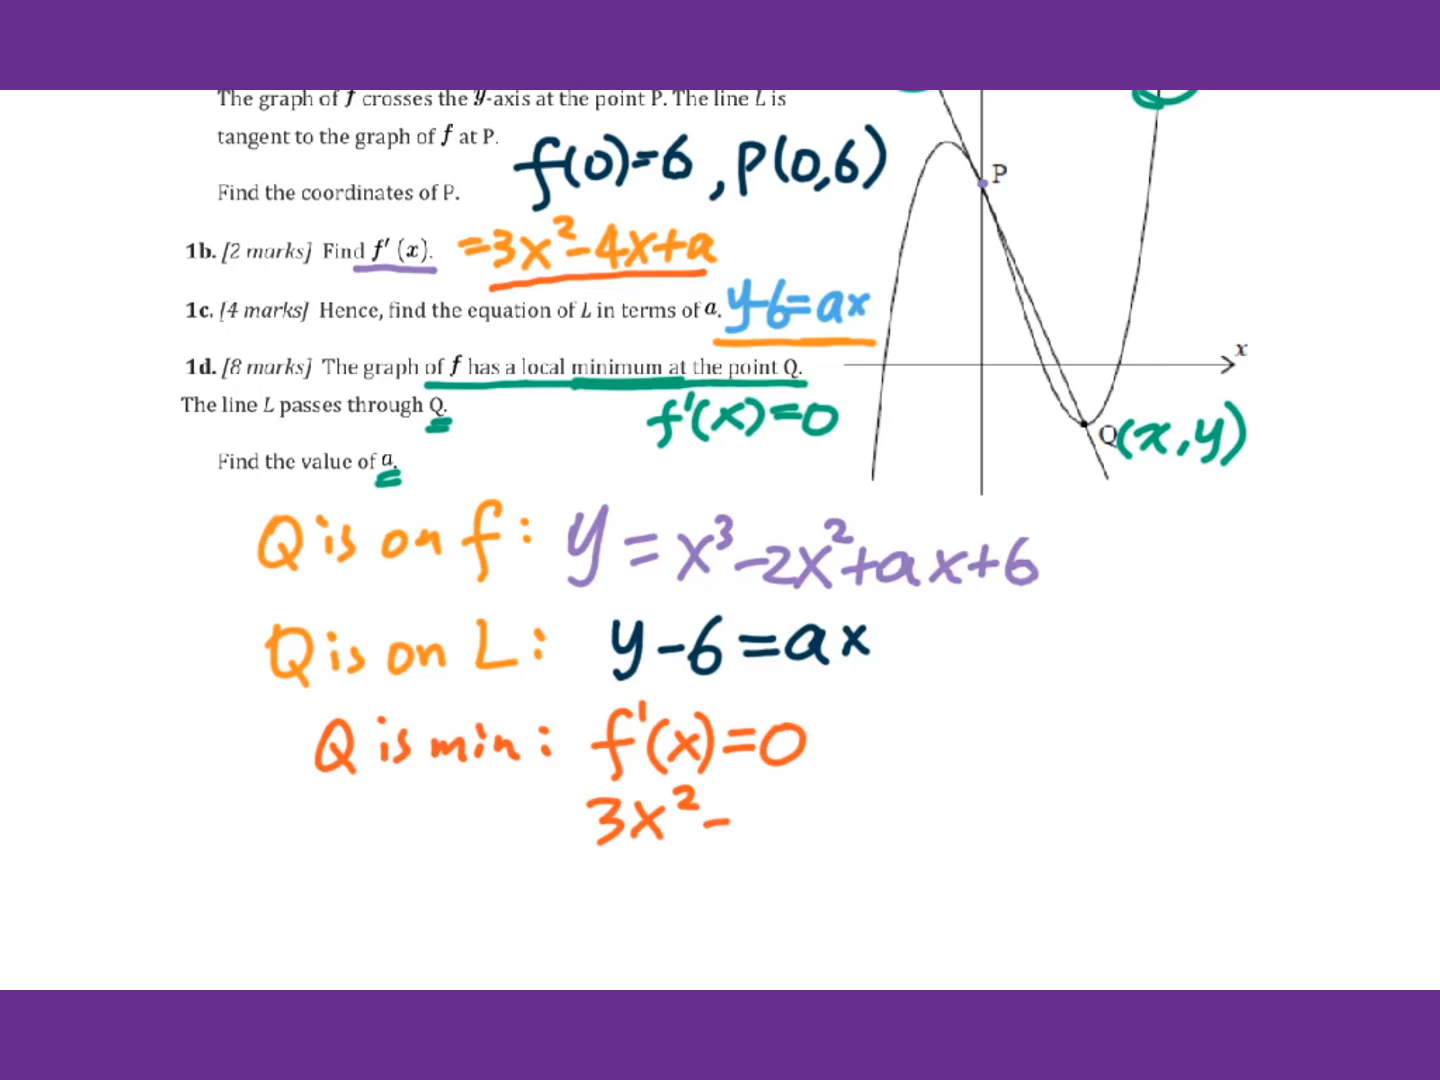 The graph of f crosses the y-axis at the point P. The line L is
tangent to the graph of f at P.
f(0)=6, P(0,6)
Find the coordinates of P.
1b. [2 marks] Find f′ (x). =3x²-4x+a
1c. [4 marks] Hence, find the equation of L in terms of a. y-6=ax
1d. [8 marks] The graph of f has a local minimum at the point Q.
The line L passes through Q.
f'(x)=0
Find the value of a.
P
x
Q(x,y)
Q is on f: y=x³-2x²+ax+6
Q is on L: y-6=ax
Q is min: f'(x)=0
3x²-